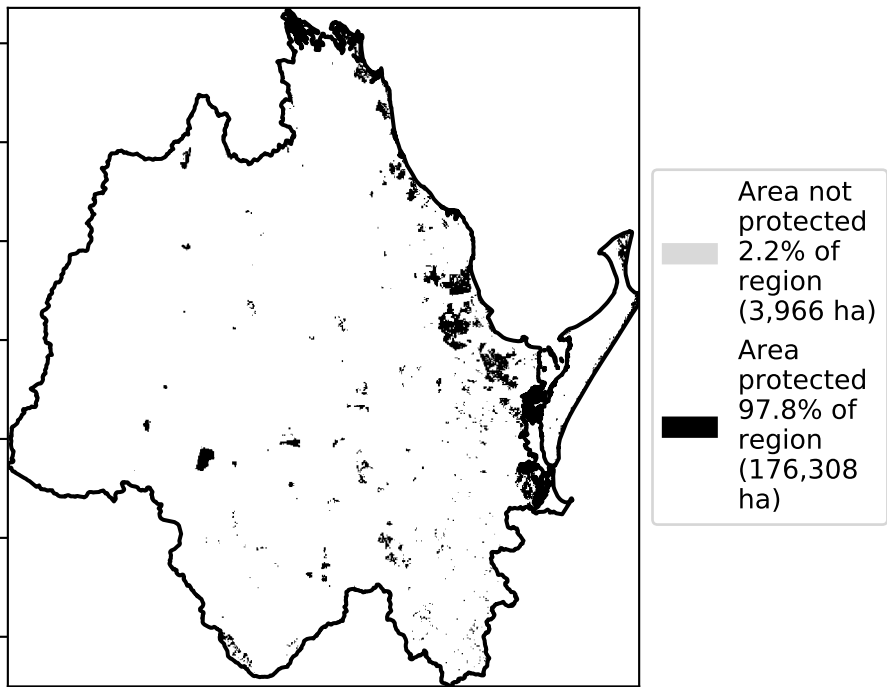 Area not
protected
2.2% of
region
(3,966 ha)
Area
protected
97.8% of
region
(176,308
ha)